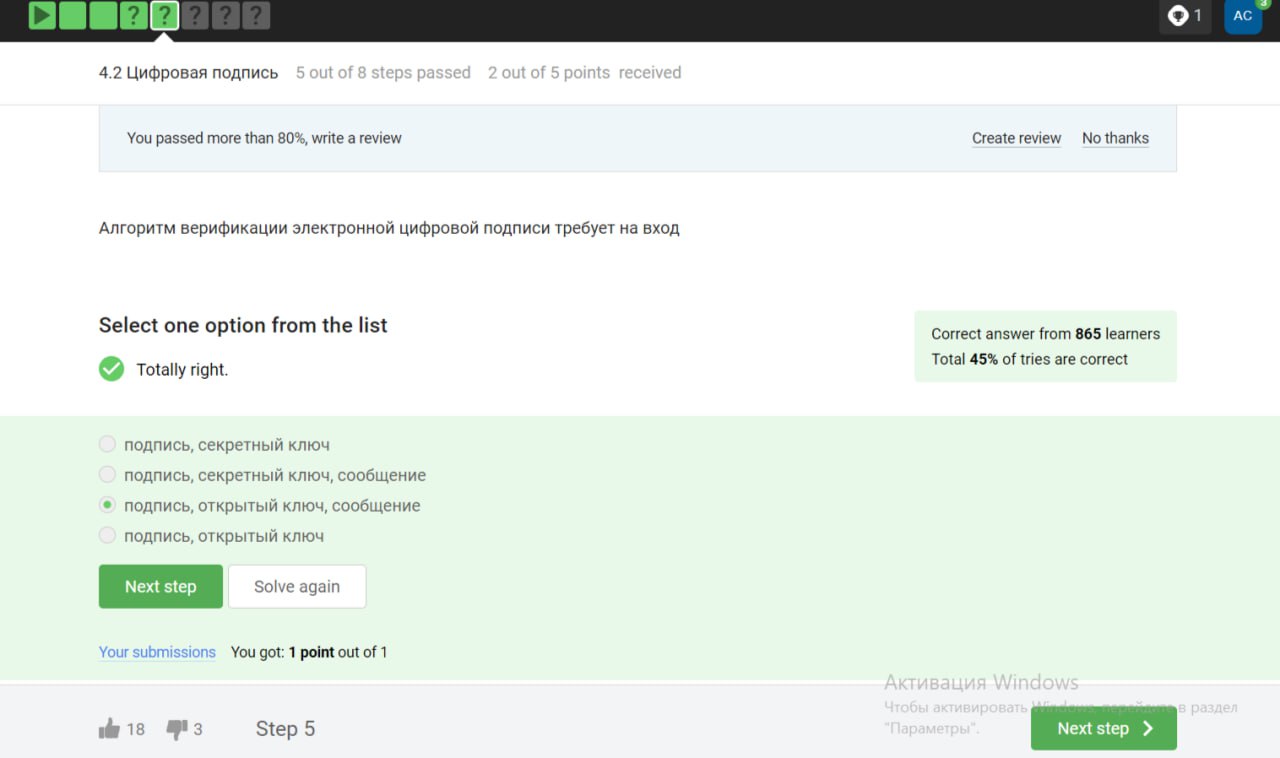 ? ? ? ? ?
1
AC
3
4.2 Цифровая подпись 5 out of 8 steps passed 2 out of 5 points received
You passed more than 80%, write a review Create review No thanks
Алгоритм верификации электронной цифровой подписи требует на вход
Select one option from the list
Totally right.
Correct answer from 865 learners
Total 45% of tries are correct
подпись, секретный ключ
подпись, секретный ключ, сообщение
подпись, открытый ключ, сообщение
подпись, открытый ключ
Next step Solve again
Your submissions You got: 1 point out of 1
Активация Windows
Чтобы активировать Windows, перейдите в раздел
"Параметры".
18 3 Step 5 Next step